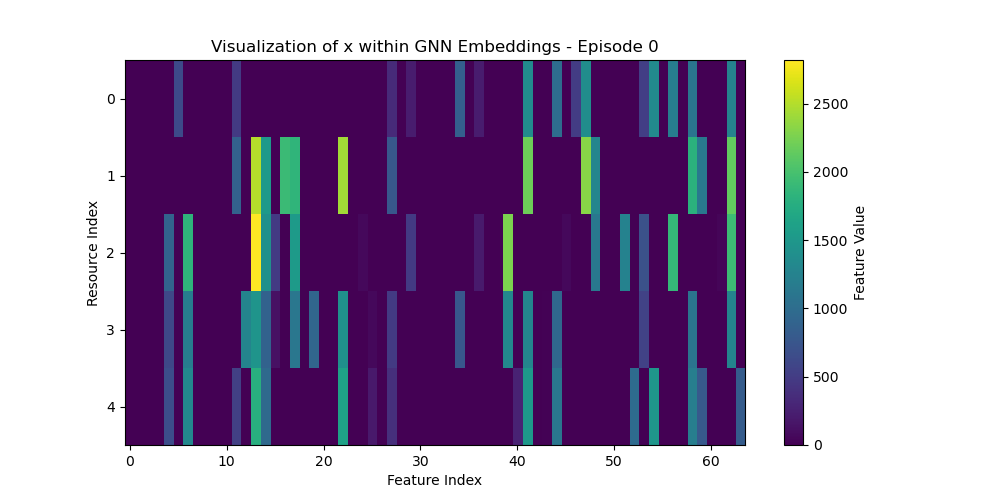 Visualization of x within GNN Embeddings - Episode 0
Resource Index
0
1
2
3
4
0 10 20 30 40 50 60
Feature Index
2500
2000
1500
1000
500
0
Feature Value